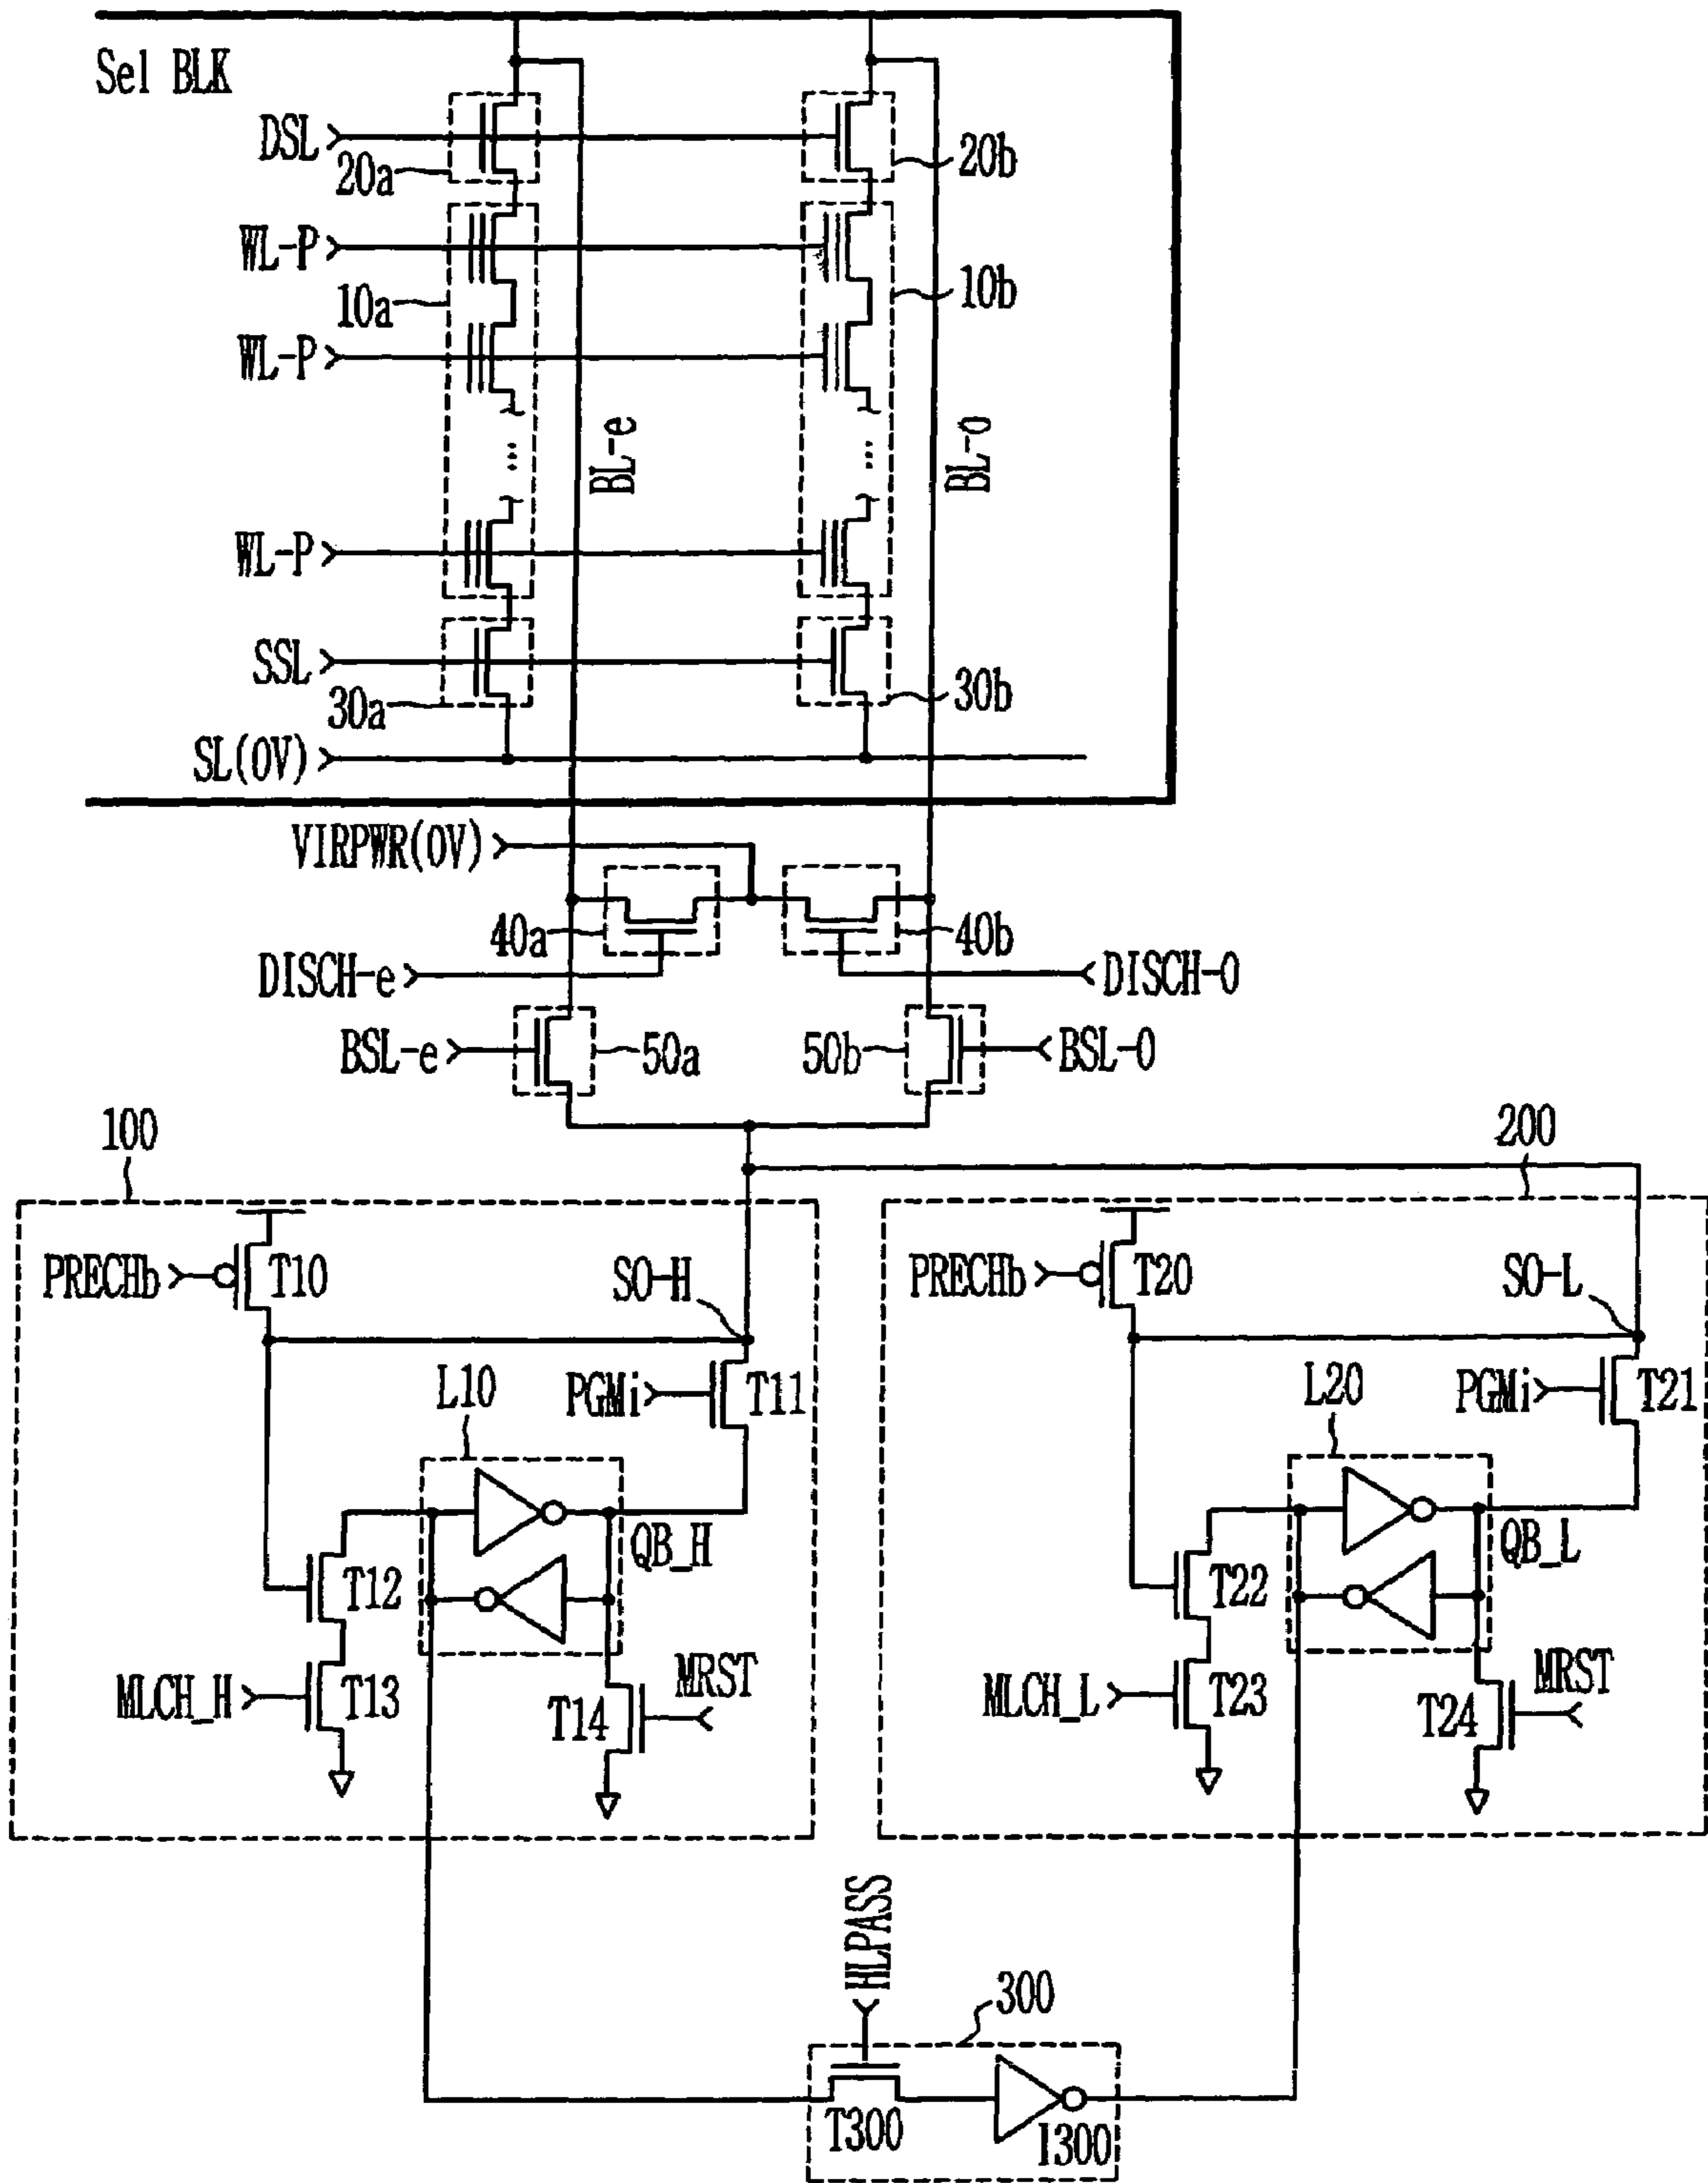 Sel BLK
DSL
20a
20b
WL-P
10a
10b
WL-P
...
...
BL-e
BL-o
WL-P
SSL
30a
30b
SL(0V)
VIRPWR(0V)
40a
40b
DISCH-e
DISCH-0
BSL-e
50a
50b
BSL-0
100
200
PRECHb
T10
SO-H
PRECHb
T20
SO-L
L10
PGMi
T11
L20
PGMi
T21
QB_H
QB_L
T12
T22
MLCH_H
T13
T14
MRST
MLCH_L
T23
T24
MRST
HLPASS
300
T300
I300